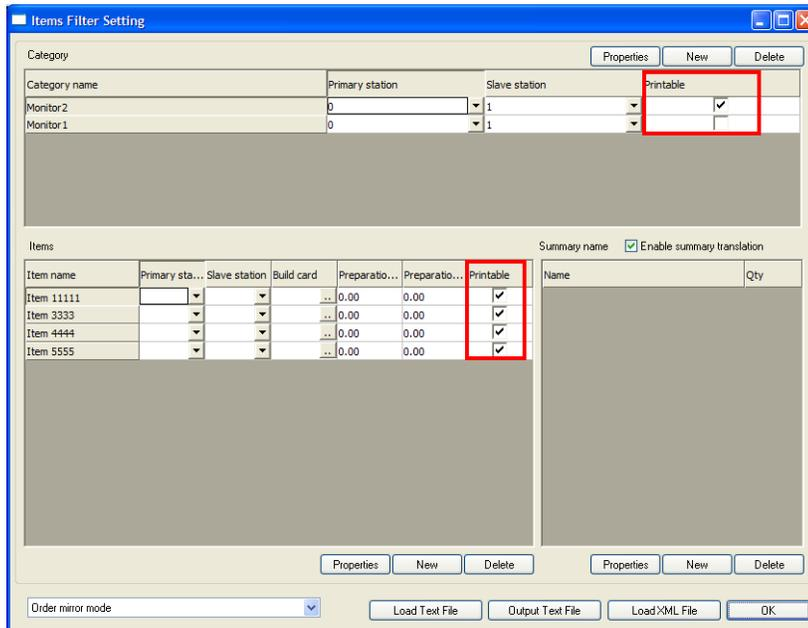 Items Filter Setting
Category
Properties New Delete
Category name Primary station Slave station Printable
Monitor2 0 1
Monitor1 0 1
Items Summary name Enable summary translation
Item name Primary sta... Slave station Build card Preparatio... Preparatio... Printable Name Qty
Item 11111 .. 0.00 0.00
Item 3333 .. 0.00 0.00
Item 4444 .. 0.00 0.00
Item 5555 .. 0.00 0.00
Properties New Delete Properties New Delete
Order mirror mode Load Text File Output Text File Load XML File OK